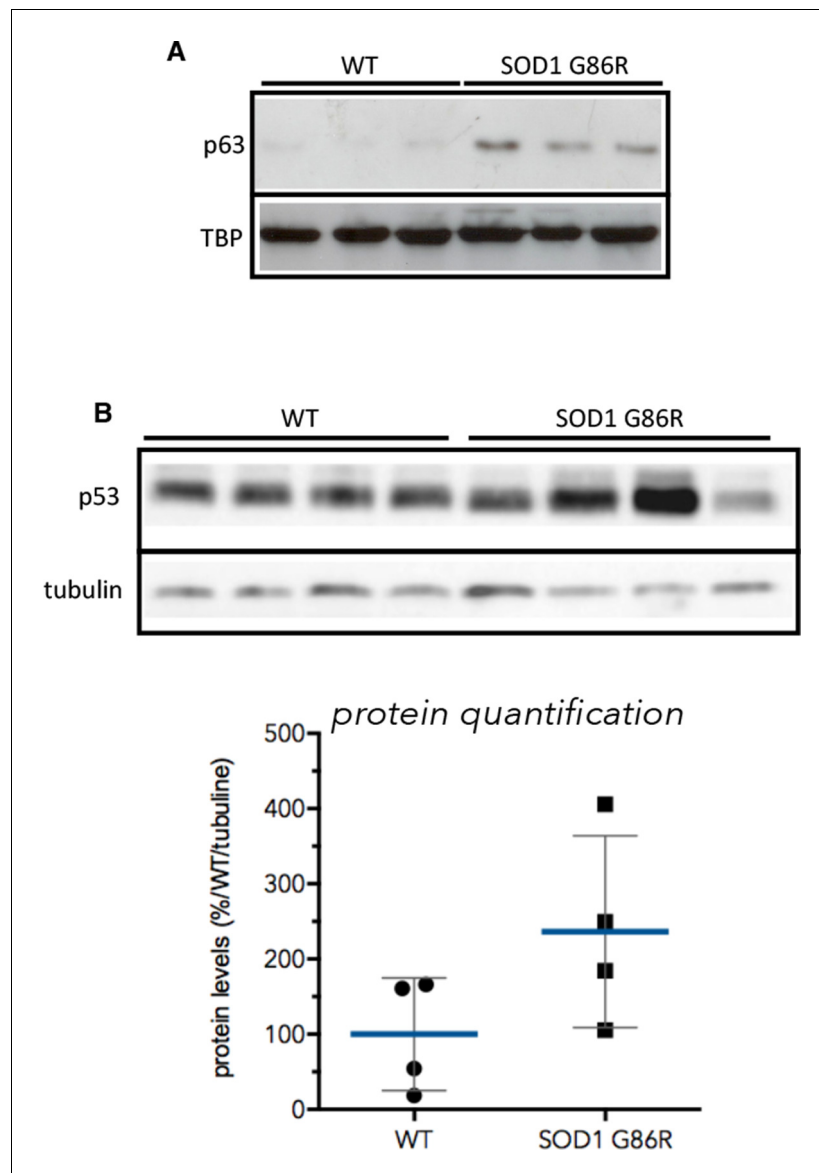 A
WT SOD1 G86R
p63
TBP
B
WT SOD1 G86R
p53
tubulin
protein quantification
protein levels (%/WT/tubuline)
500
400
300
200
100
0
WT SOD1 G86R